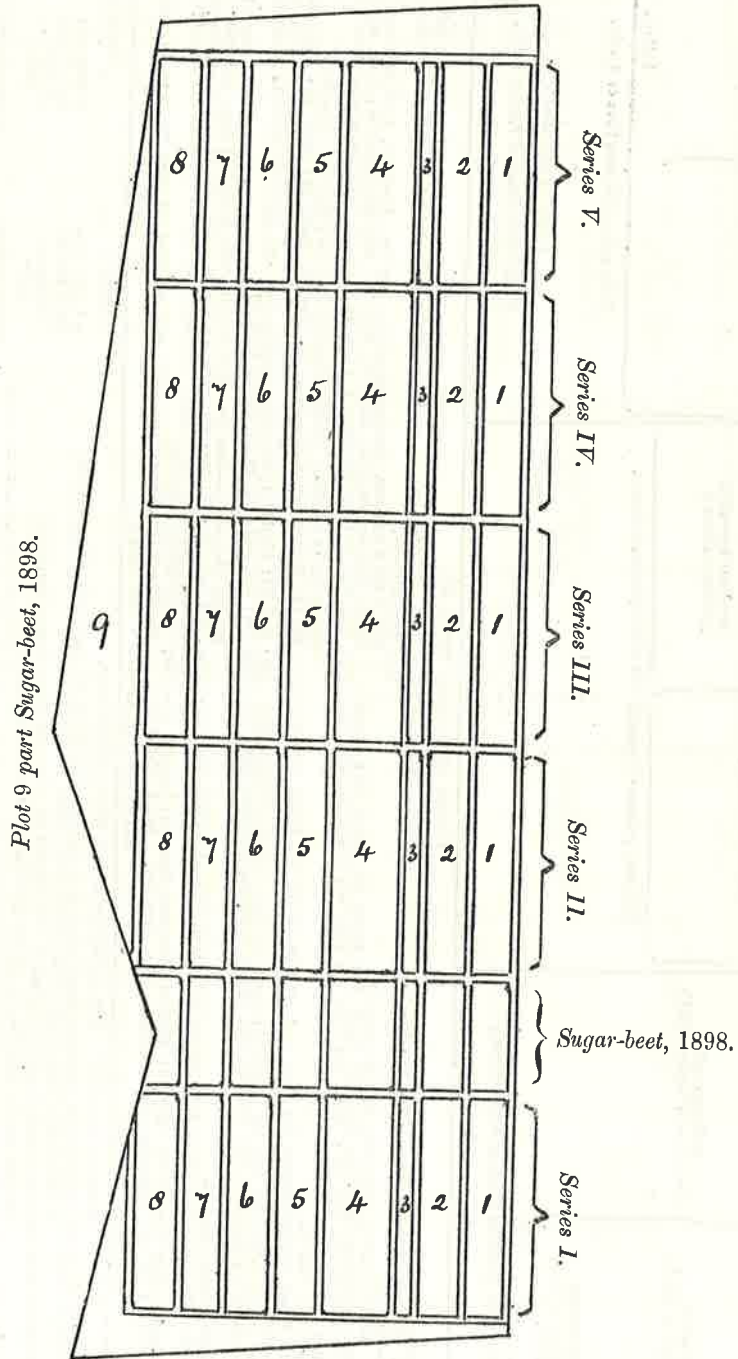 Series V.
8 7 6 5 4 3 2 1
Series IV.
8 7 6 5 4 3 2 1
Series III.
9 8 7 6 5 4 3 2 1
Plot 9 part Sugar-beet, 1898.
Series II.
8 7 6 5 4 3 2 1
Sugar-beet, 1898.
Series I.
8 7 6 5 4 3 2 1